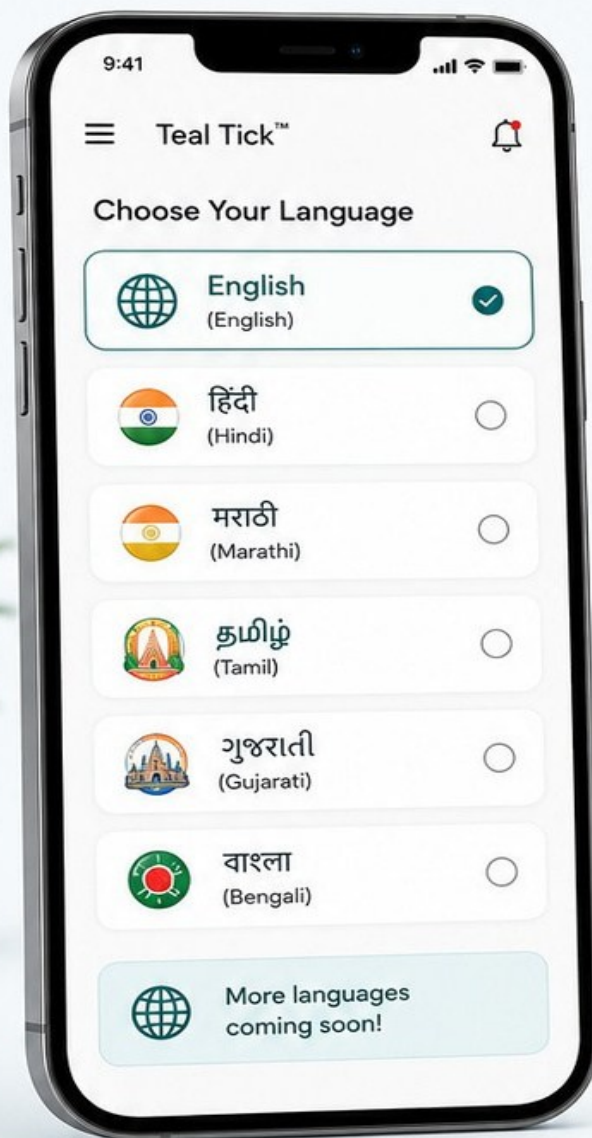 9:41
Teal Tick™
Choose Your Language
English
(English)
हिंदी
(Hindi)
मराठी
(Marathi)
தமிழ்
(Tamil)
ગુજરાતી
(Gujarati)
বাংলা
(Bengali)
More languages
coming soon!